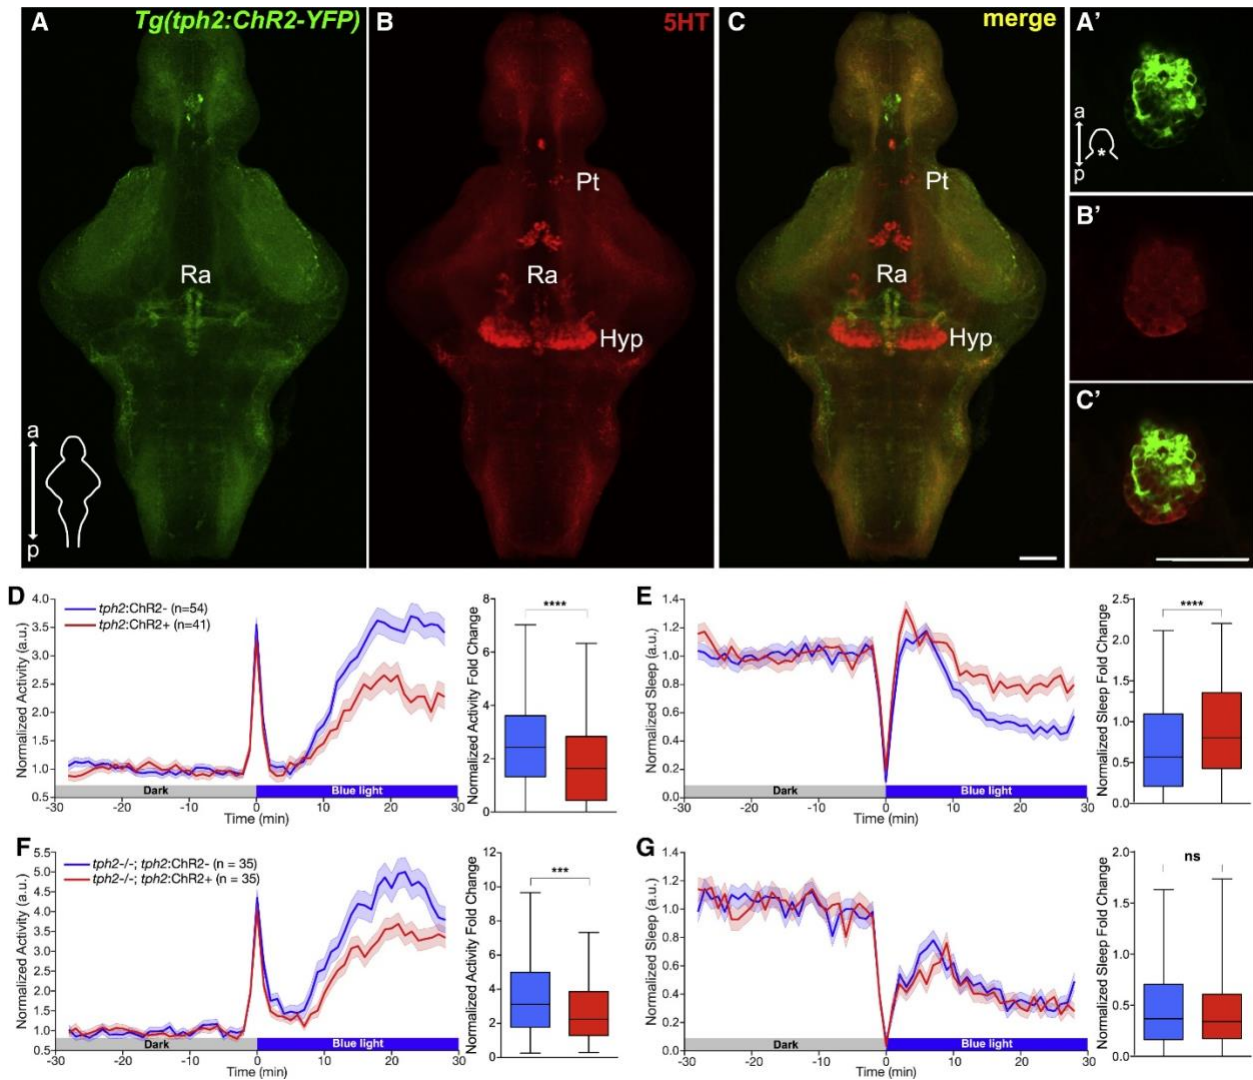 A
Tg(tph2:ChR2-YFP)
B
5HT
C
merge
A’
a
p
*
B’
C’
Pt
Pt
Ra
Ra
Ra
Hyp
Hyp
a
p
D
tph2:ChR2- (n=54)
tph2:ChR2+ (n=41)
Normalized Activity (a.u.)
4.0
3.5
3.0
2.5
2.0
1.5
1.0
0.5
Dark
Blue light
-30 -20 -10 0 10 20 30
Time (min)
Normalized Activity Fold Change
8
6
4
2
0
****
E
Normalized Sleep (a.u.)
1.4
1.2
1.0
0.8
0.6
0.4
0.2
0.0
Dark
Blue light
-30 -20 -10 0 10 20 30
Time (min)
Normalized Sleep Fold Change
2.5
2.0
1.5
1.0
0.5
0.0
****
F
tph2-/-; tph2:ChR2- (n = 35)
tph2-/-; tph2:ChR2+ (n = 35)
Normalized Activity (a.u.)
5.5
5.0
4.5
4.0
3.5
3.0
2.5
2.0
1.5
1.0
0.5
Dark
Blue light
-30 -20 -10 0 10 20 30
Time (min)
Normalized Activity Fold Change
12
10
8
6
4
2
0
***
G
Normalized Sleep (a.u.)
1.4
1.2
1.0
0.8
0.6
0.4
0.2
0.0
Dark
Blue light
-30 -20 -10 0 10 20 30
Time (min)
Normalized Sleep Fold Change
2.0
1.5
1.0
0.5
0.0
ns